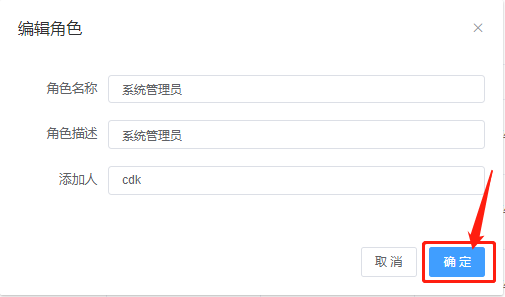 编辑角色
角色名称 系统管理员
角色描述 系统管理员
添加人 cdk
取消 确定